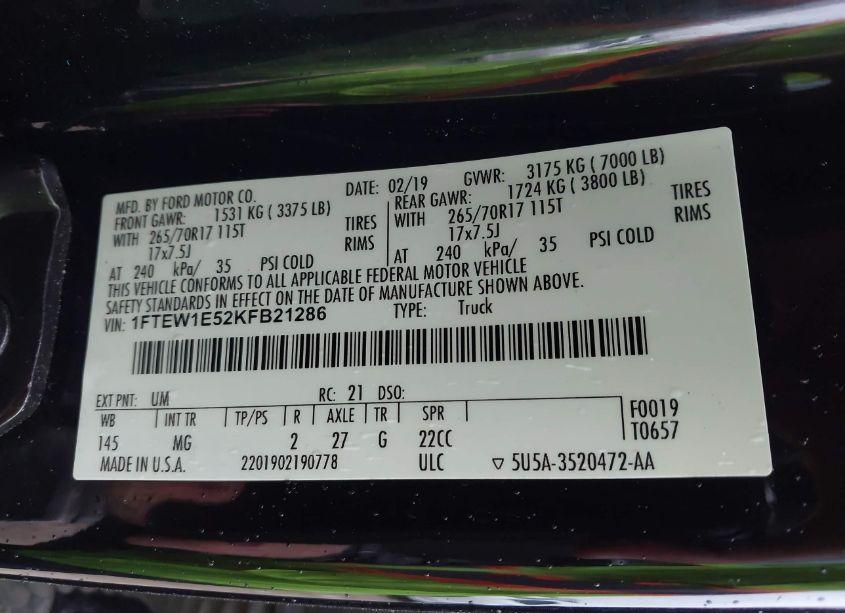 MFD. BY FORD MOTOR CO.
DATE: 02/19 GVWR: 3175 KG ( 7000 LB)
FRONT GAWR: 1531 KG ( 3375 LB)
WITH 265/70R17 115T TIRES
17x7.5J RIMS
AT 240 kPa/ 35 PSI COLD
REAR GAWR: 1724 KG ( 3800 LB)
WITH 265/70R17 115T TIRES
17x7.5J RIMS
AT 240 kPa/ 35 PSI COLD
THIS VEHICLE CONFORMS TO ALL APPLICABLE FEDERAL MOTOR VEHICLE
SAFETY STANDARDS IN EFFECT ON THE DATE OF MANUFACTURE SHOWN ABOVE.
VIN: 1FTEW1E52KFB21286 TYPE: Truck
EXT PNT: UM RC: 21 DSO:
WB INT TR TP/PS R AXLE TR SPR
145 MG 2 27 G 22CC
F0019
T0657
MADE IN U.S.A. 2201902190778 ULC ▽ 5U5A-3520472-AA